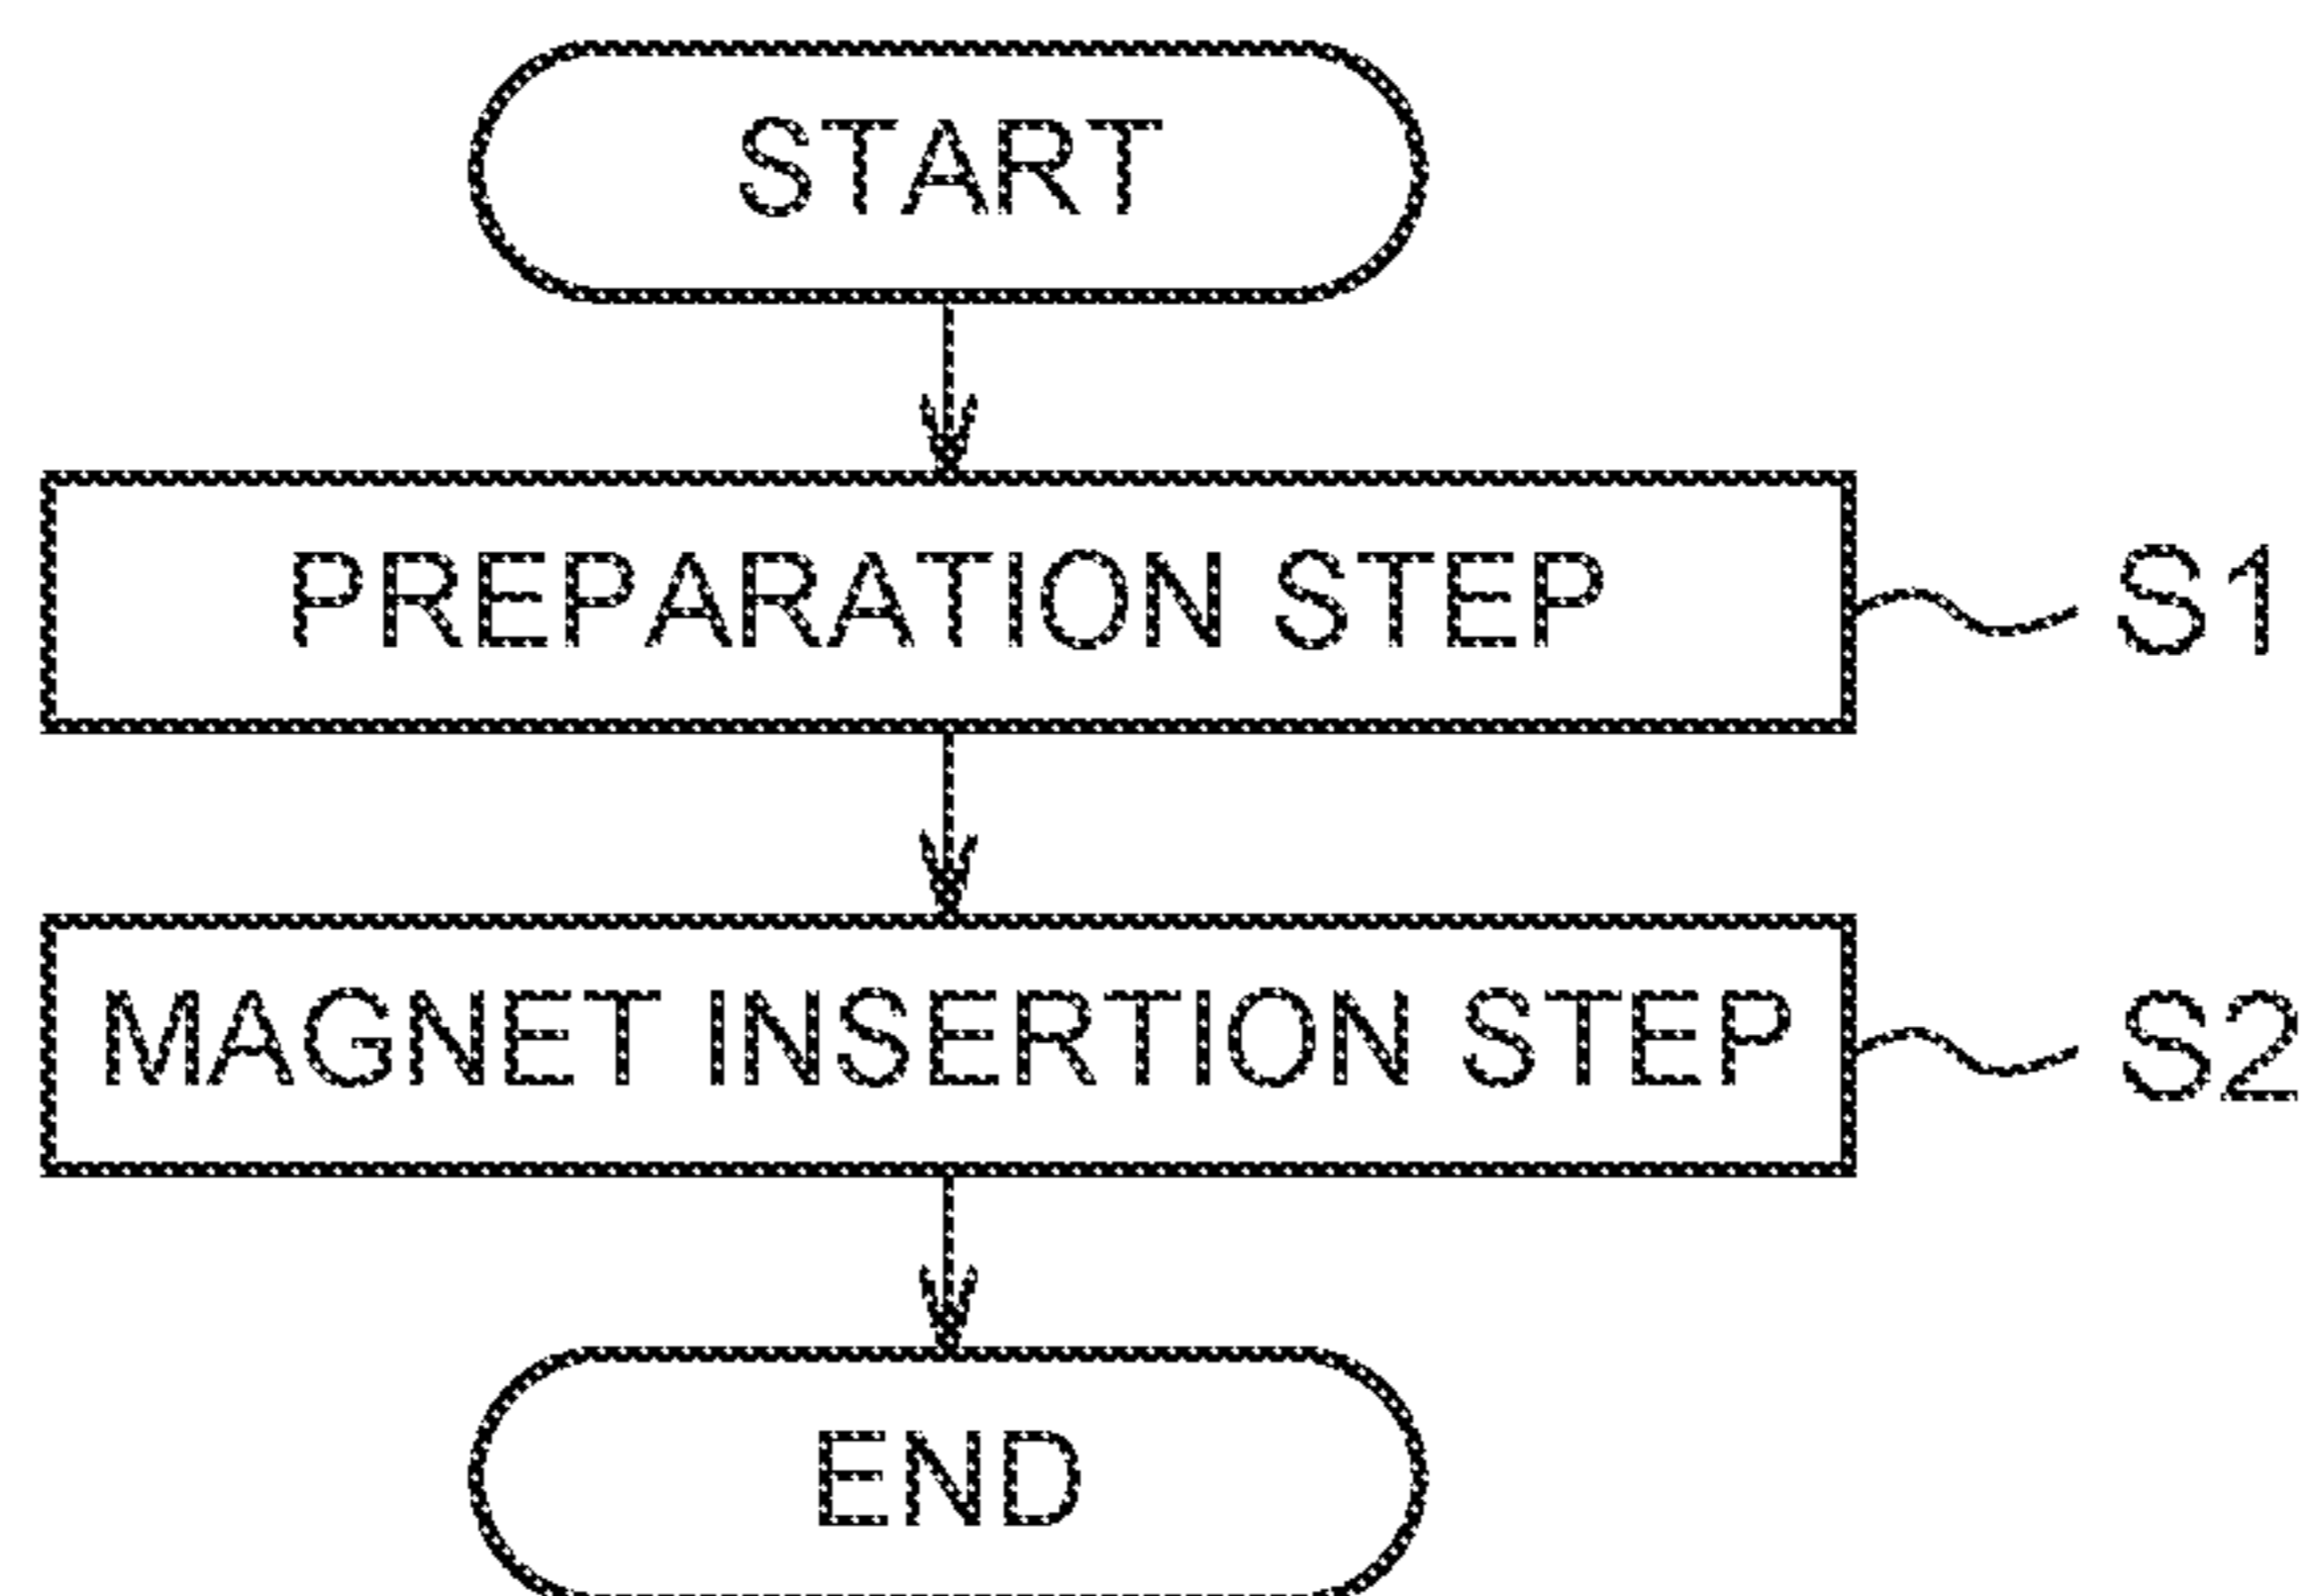 START
PREPARATION STEP
S1
MAGNET INSERTION STEP
S2
END